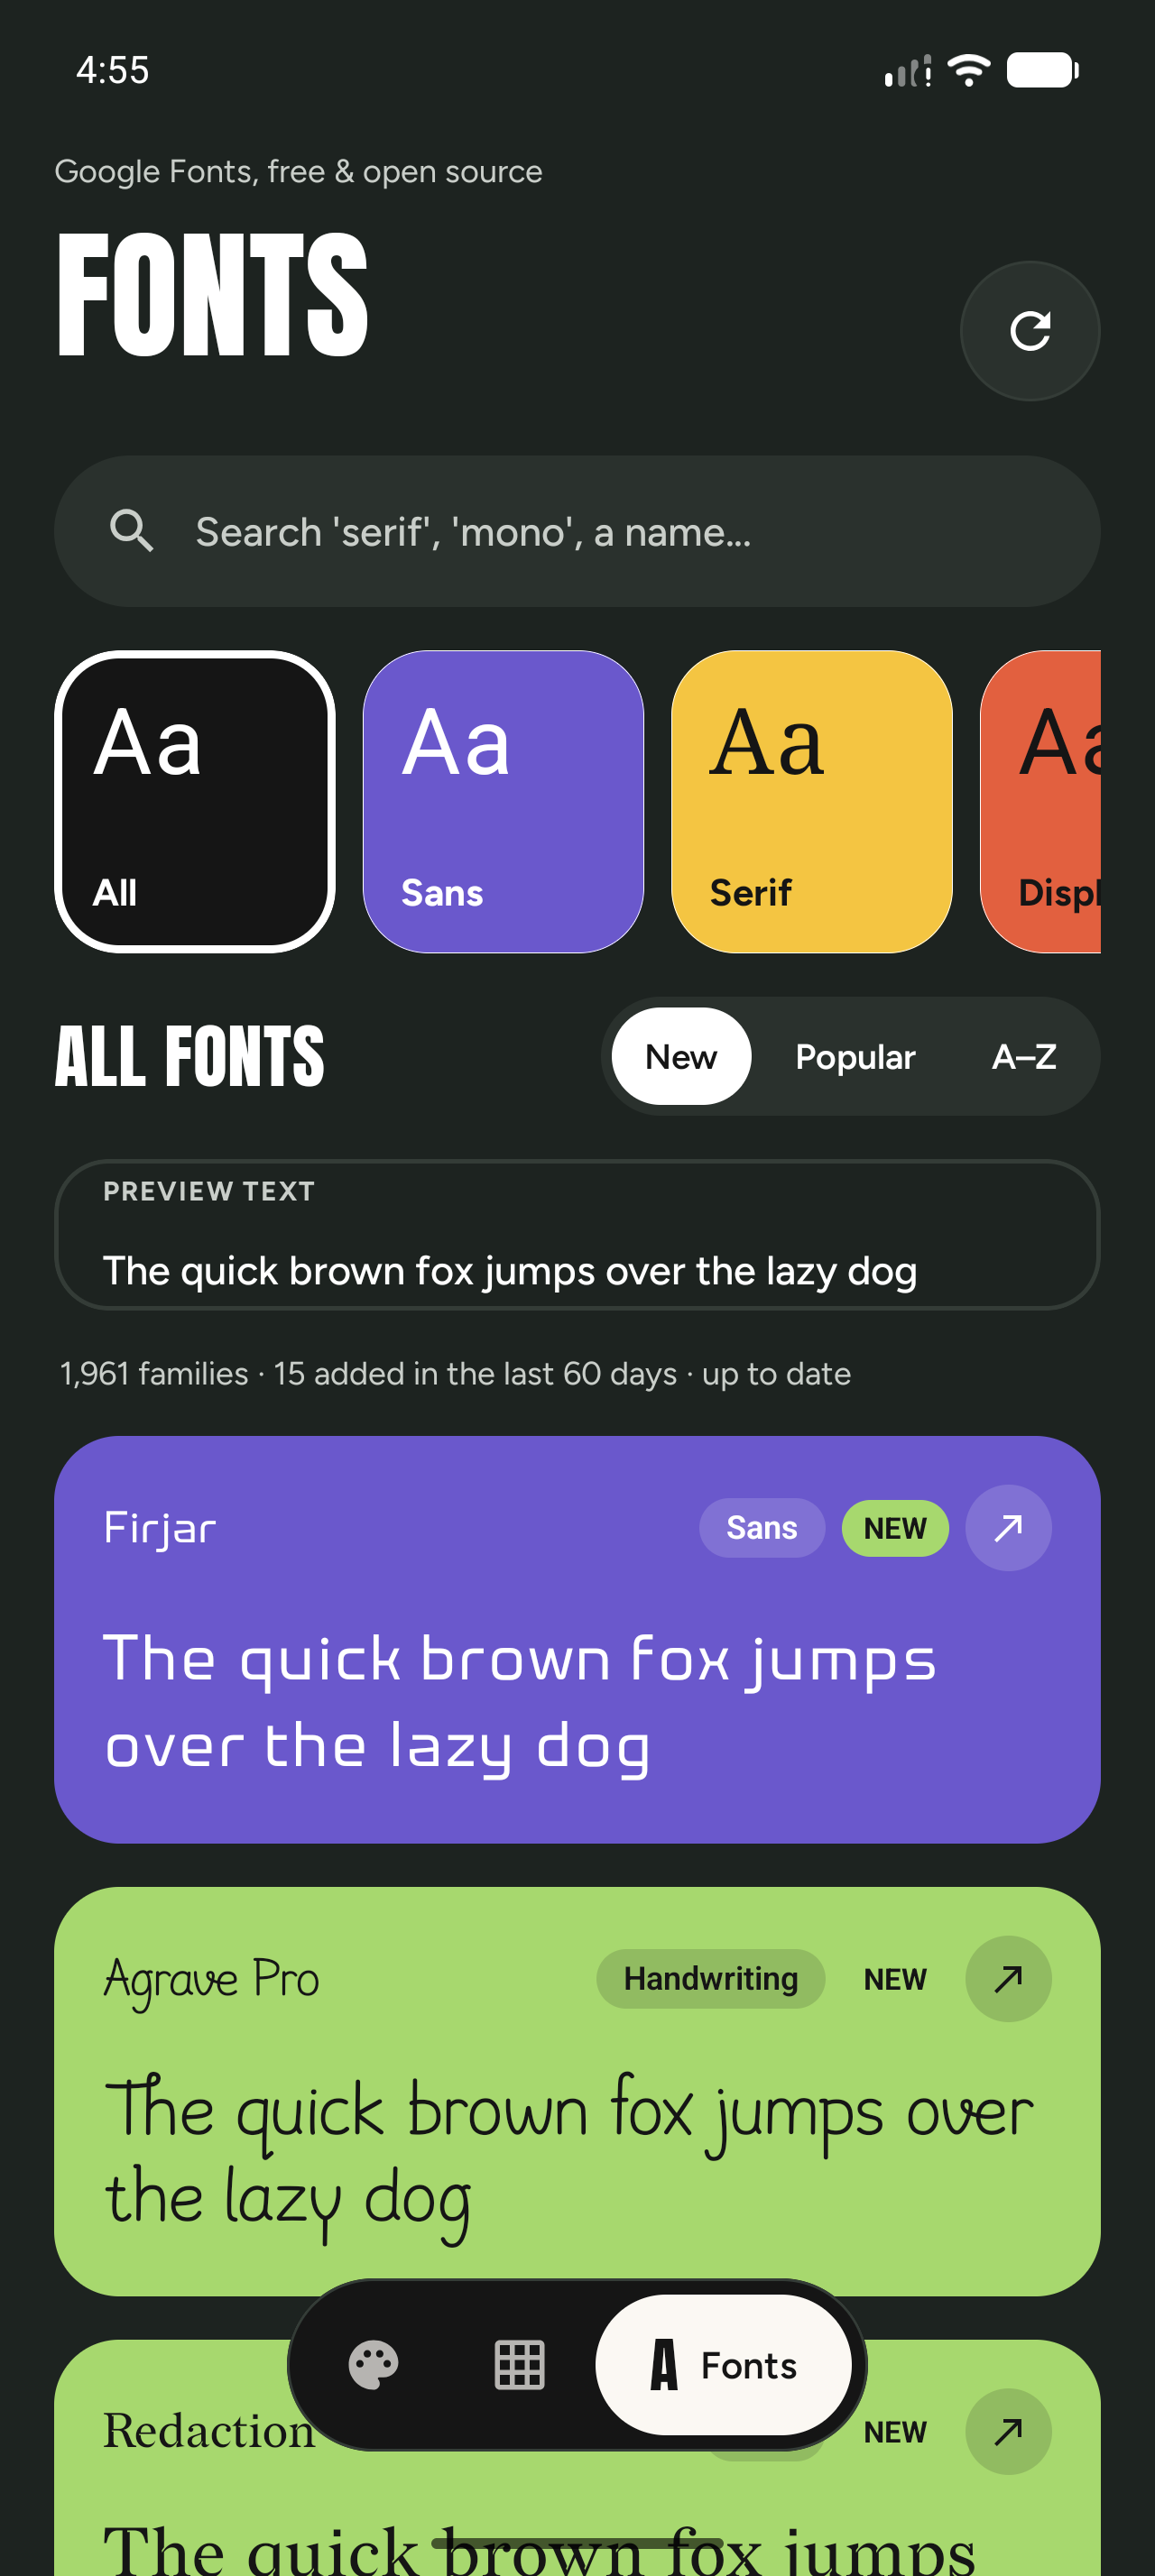 4:55
Google Fonts, free & open source
FONTS
Search 'serif', 'mono', a name...
Aa Aa Aa Aa
All Sans Serif Displ
ALL FONTS
New Popular A–Z
PREVIEW TEXT
The quick brown fox jumps over the lazy dog
1,961 families · 15 added in the last 60 days · up to date
Firjar Sans NEW
The quick brown fox jumps
over the lazy dog
Agrave Pro Handwriting NEW
The quick brown fox jumps over
the lazy dog
A Fonts
Redaction NEW
The quick brown fox jumps